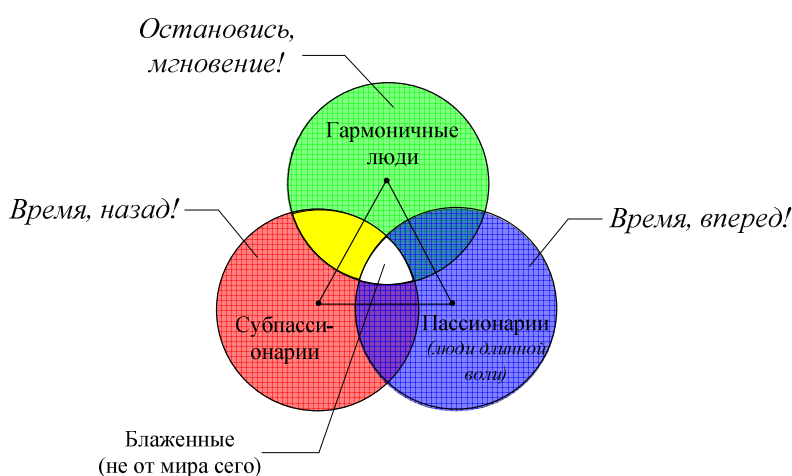 Остановись,
мгновение!
Гармоничные
люди
Время, назад!
Время, вперед!
Субпасси-
онарии
Пассионарии
(люди длинной
воли)
Блаженные
(не от мира сего)